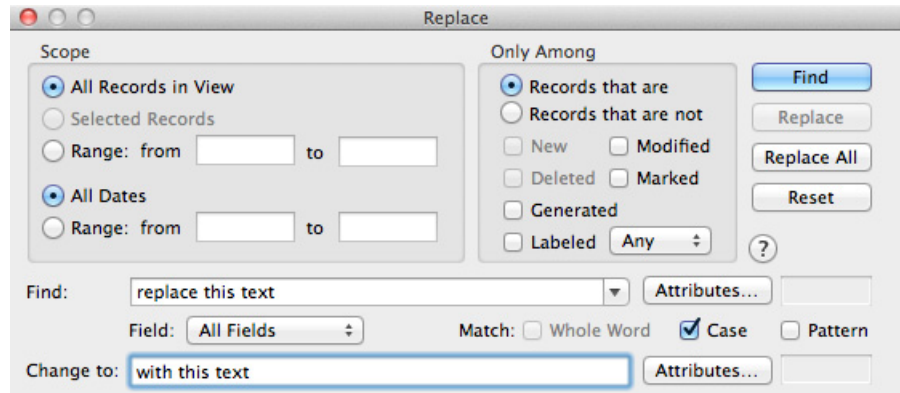 Replace
Scope
All Records in View
Selected Records
Range: from to
All Dates
Range: from to
Only Among
Records that are
Records that are not
New Modified
Deleted Marked
Generated
Labeled Any
Find
Replace
Replace All
Reset
?
Find: replace this text Attributes...
Field: All Fields Match: Whole Word Case Pattern
Change to: with this text Attributes...